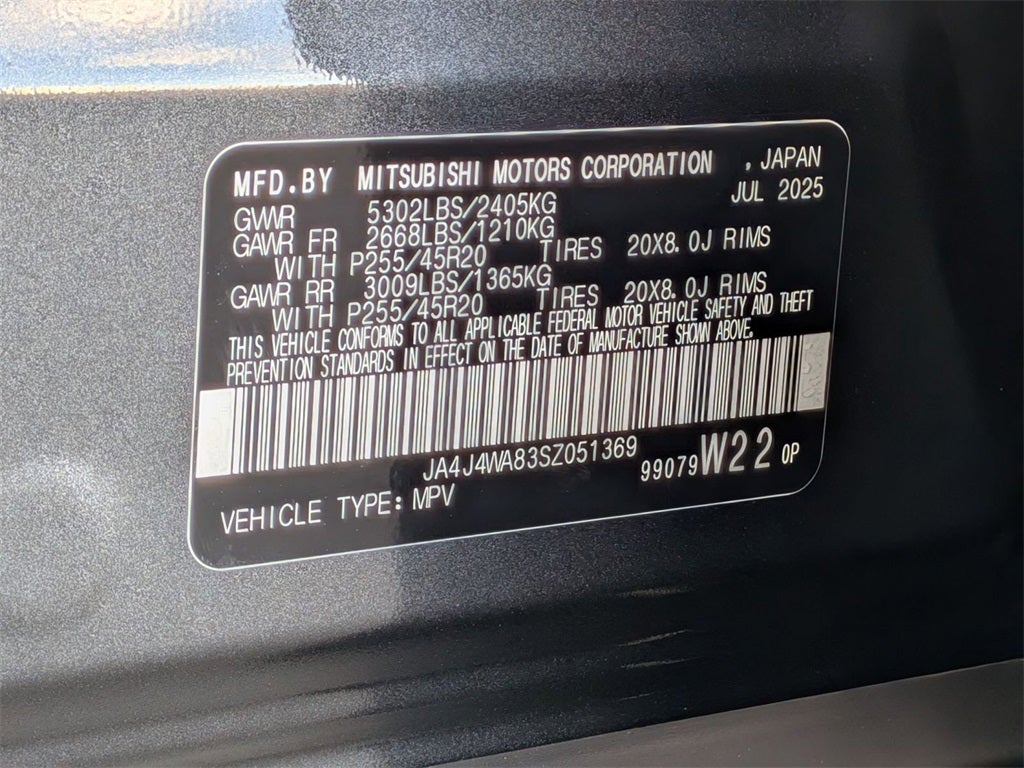 MFD.BY MITSUBISHI MOTORS CORPORATION , JAPAN
JUL 2025
GVWR 5302LBS/2405KG
GAWR FR 2668LBS/1210KG
WITH P255/45R20 TIRES 20X8.0J RIMS
GAWR RR 3009LBS/1365KG
WITH P255/45R20 TIRES 20X8.0J RIMS
THIS VEHICLE CONFORMS TO ALL APPLICABLE FEDERAL MOTOR VEHICLE SAFETY AND THEFT
PREVENTION STANDARDS IN EFFECT ON THE DATE OF MANUFACTURE SHOWN ABOVE.
JA4J4WA83SZ051369
99079 W22 0P
VEHICLE TYPE: MPV